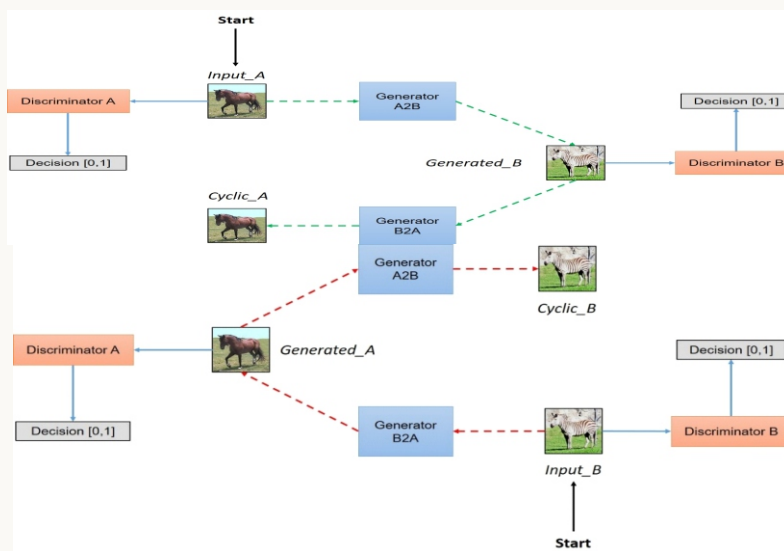 Start
Input_A
Discriminator A
Generator
A2B
Decision [0,1]
Decision [0,1]
Generated_B
Discriminator B
Cyclic_A
Generator
B2A
Generator
A2B
Cyclic_B
Discriminator A
Generated_A
Decision [0,1]
Decision [0,1]
Generator
B2A
Discriminator B
Input_B
Start